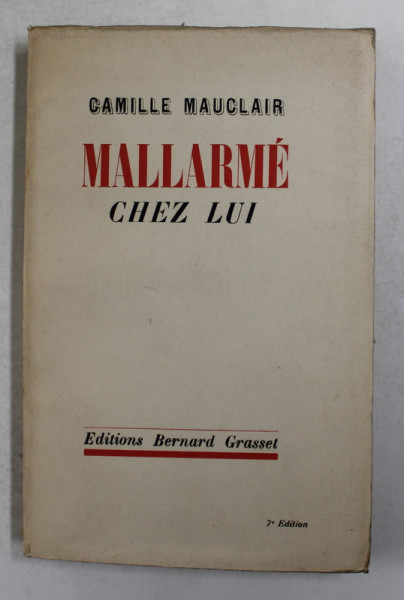 CAMILLE MAUCLAIR
MALLARMÉ
CHEZ LUI
Editions Bernard Grasset
7e Edition